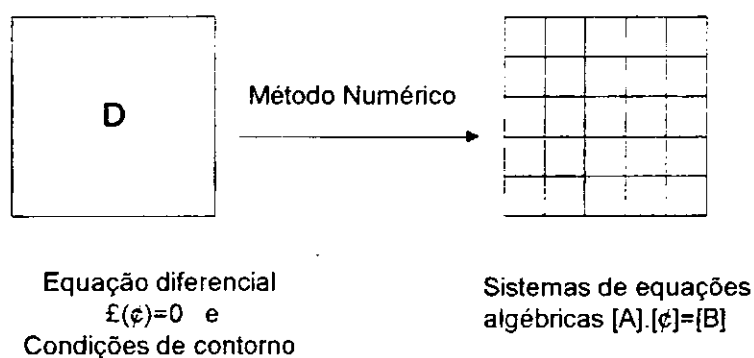 D
Método Numérico
Equação diferencial
£(¢)=0 e
Condições de contorno
Sistemas de equações
algébricas [A].[¢]=[B]